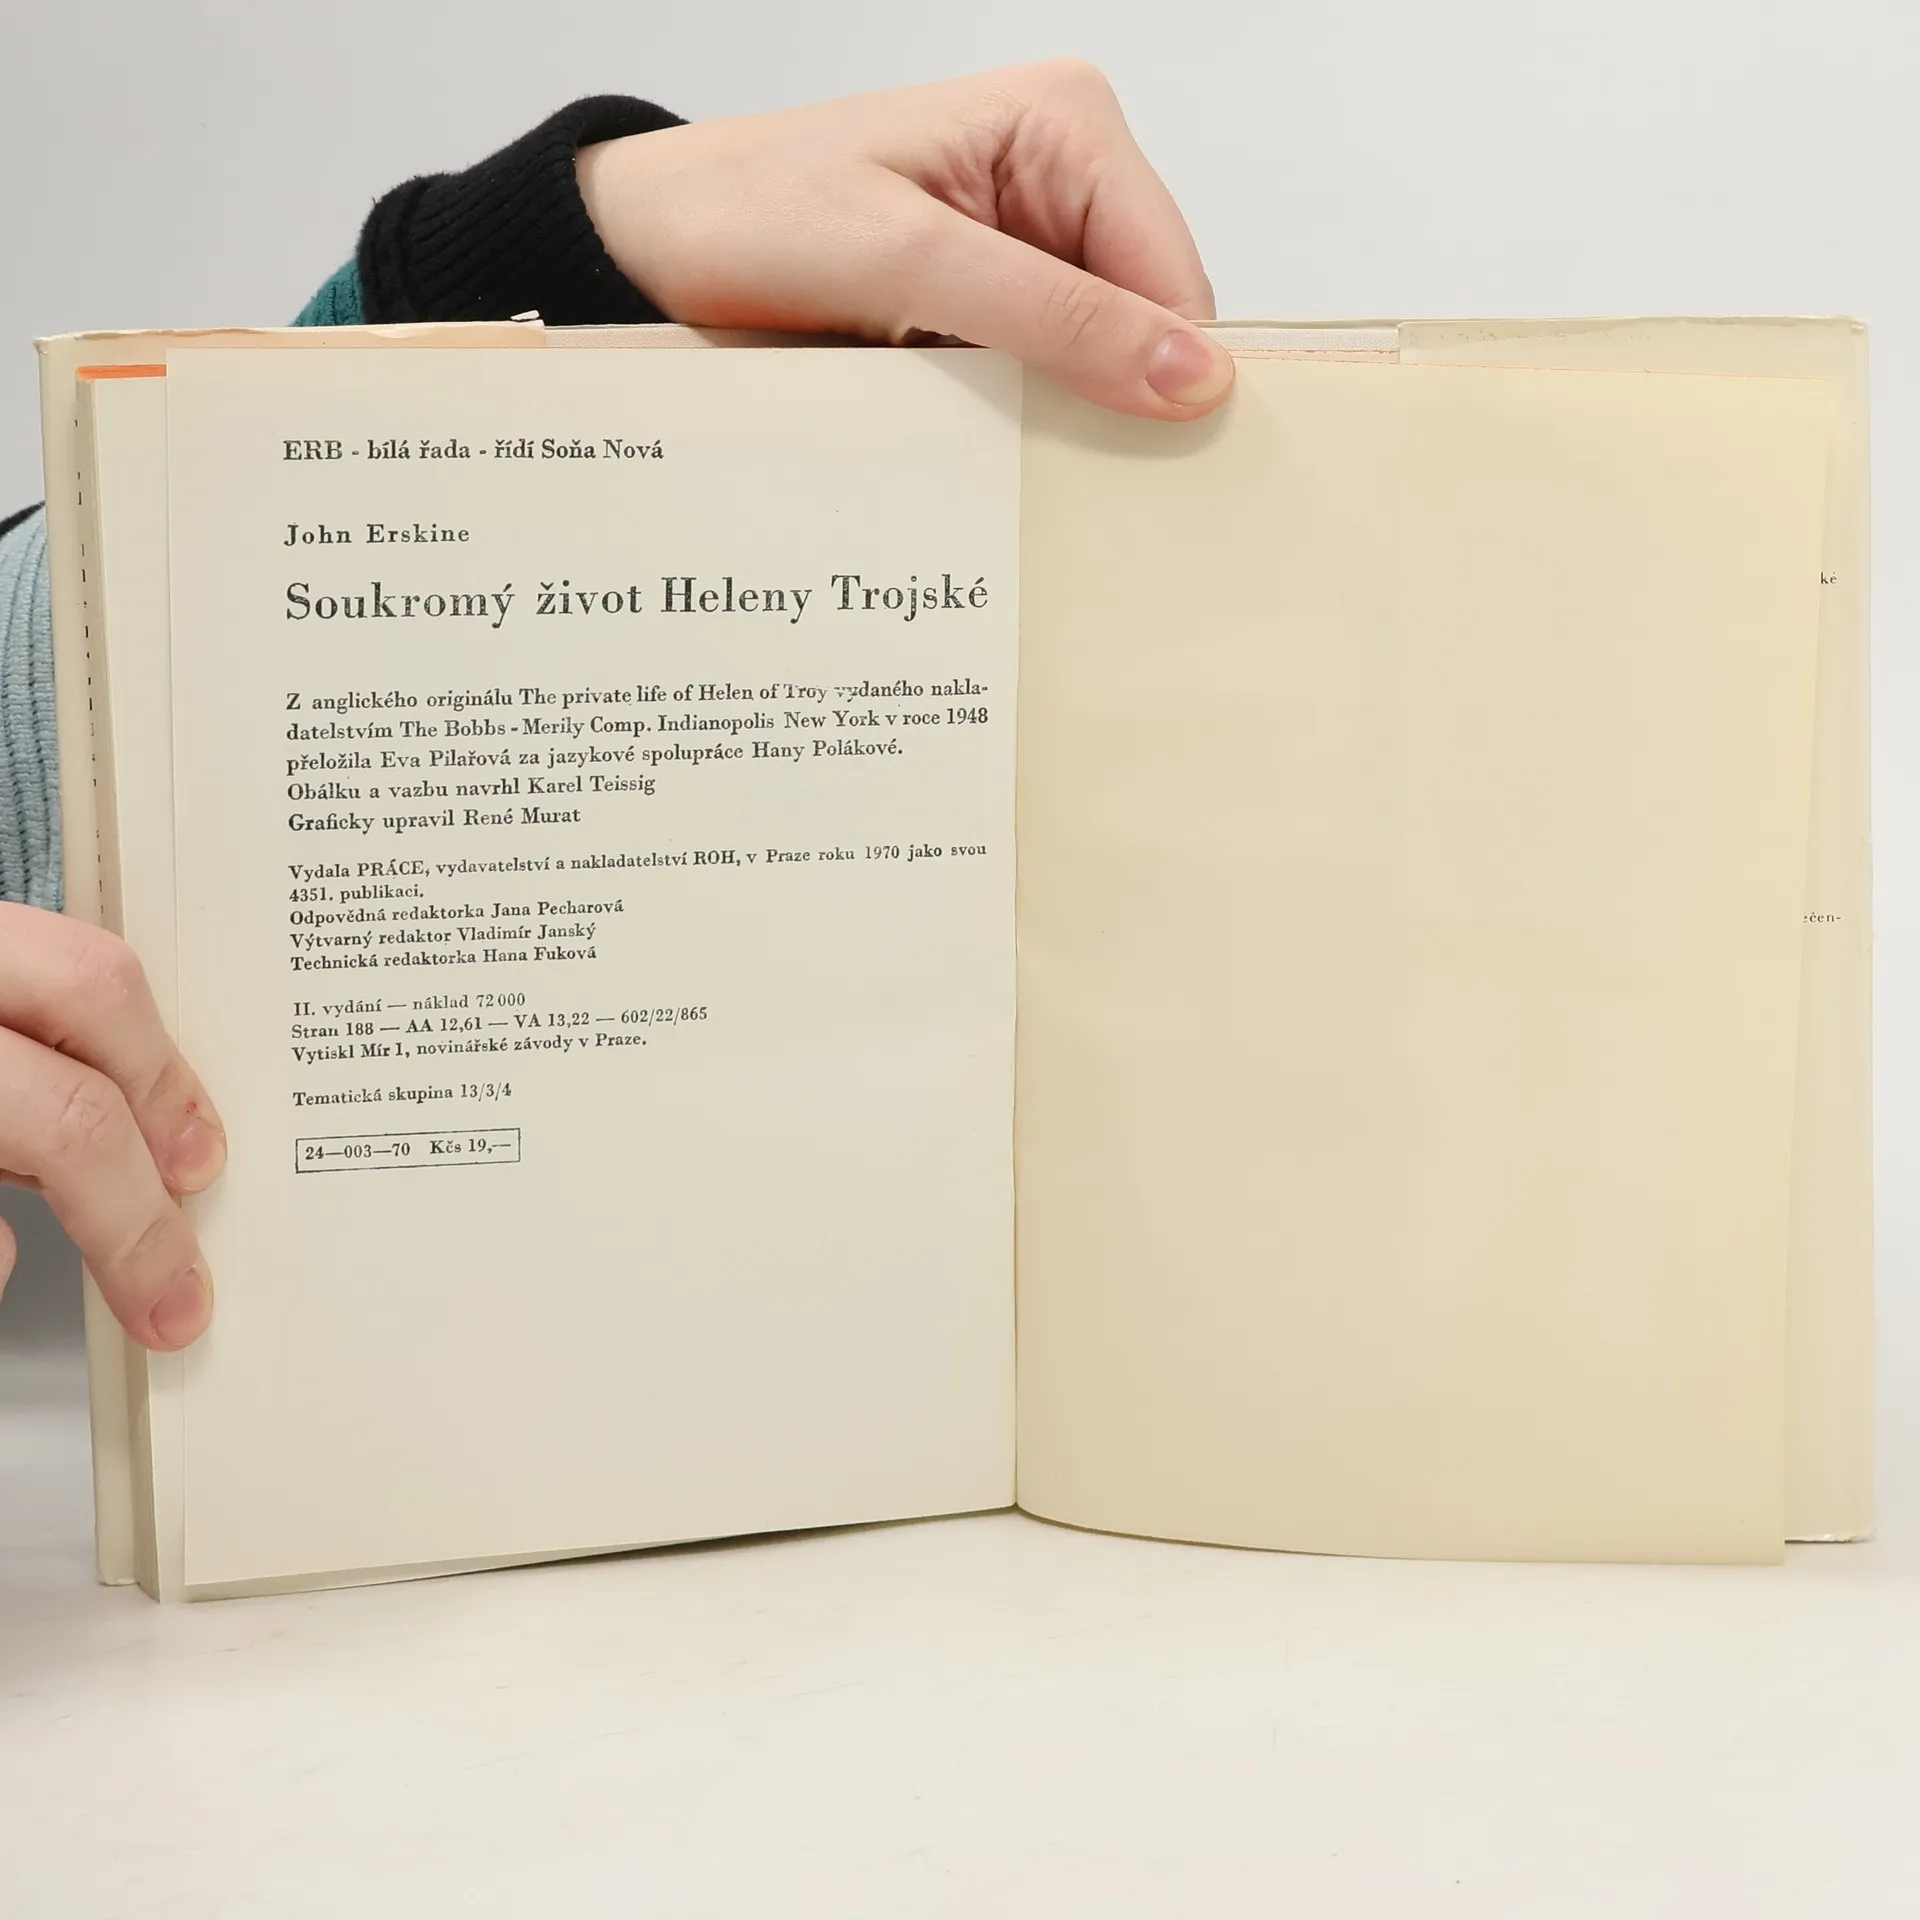 ERB - bílá řada - řídí Soňa Nová
John Erskine
Soukromý život Heleny Trojské
Z anglického originálu The private life of Helen of Troy vydaného nakla-
datelstvím The Bobbs - Merily Comp. Indianopolis New York v roce 1948
přeložila Eva Pilařová za jazykové spolupráce Hany Polákové.
Obálku a vazbu navrhl Karel Teissig
Graficky upravil René Murat
Vydala PRÁCE, vydavatelství a nakladatelství ROH, v Praze roku 1970 jako svou
4351. publikaci.
Odpovědná redaktorka Jana Pecharová
Výtvarný redaktor Vladimír Janský
Technická redaktorka Hana Fuková
II. vydání — náklad 72 000
Stran 188 — AA 12,61 — VA 13,22 — 602/22/865
Vytiskl Mír 1, novinářské závody v Praze.
Tematická skupina 13/3/4
24—003—70 Kčs 19,—
ké
ečen-